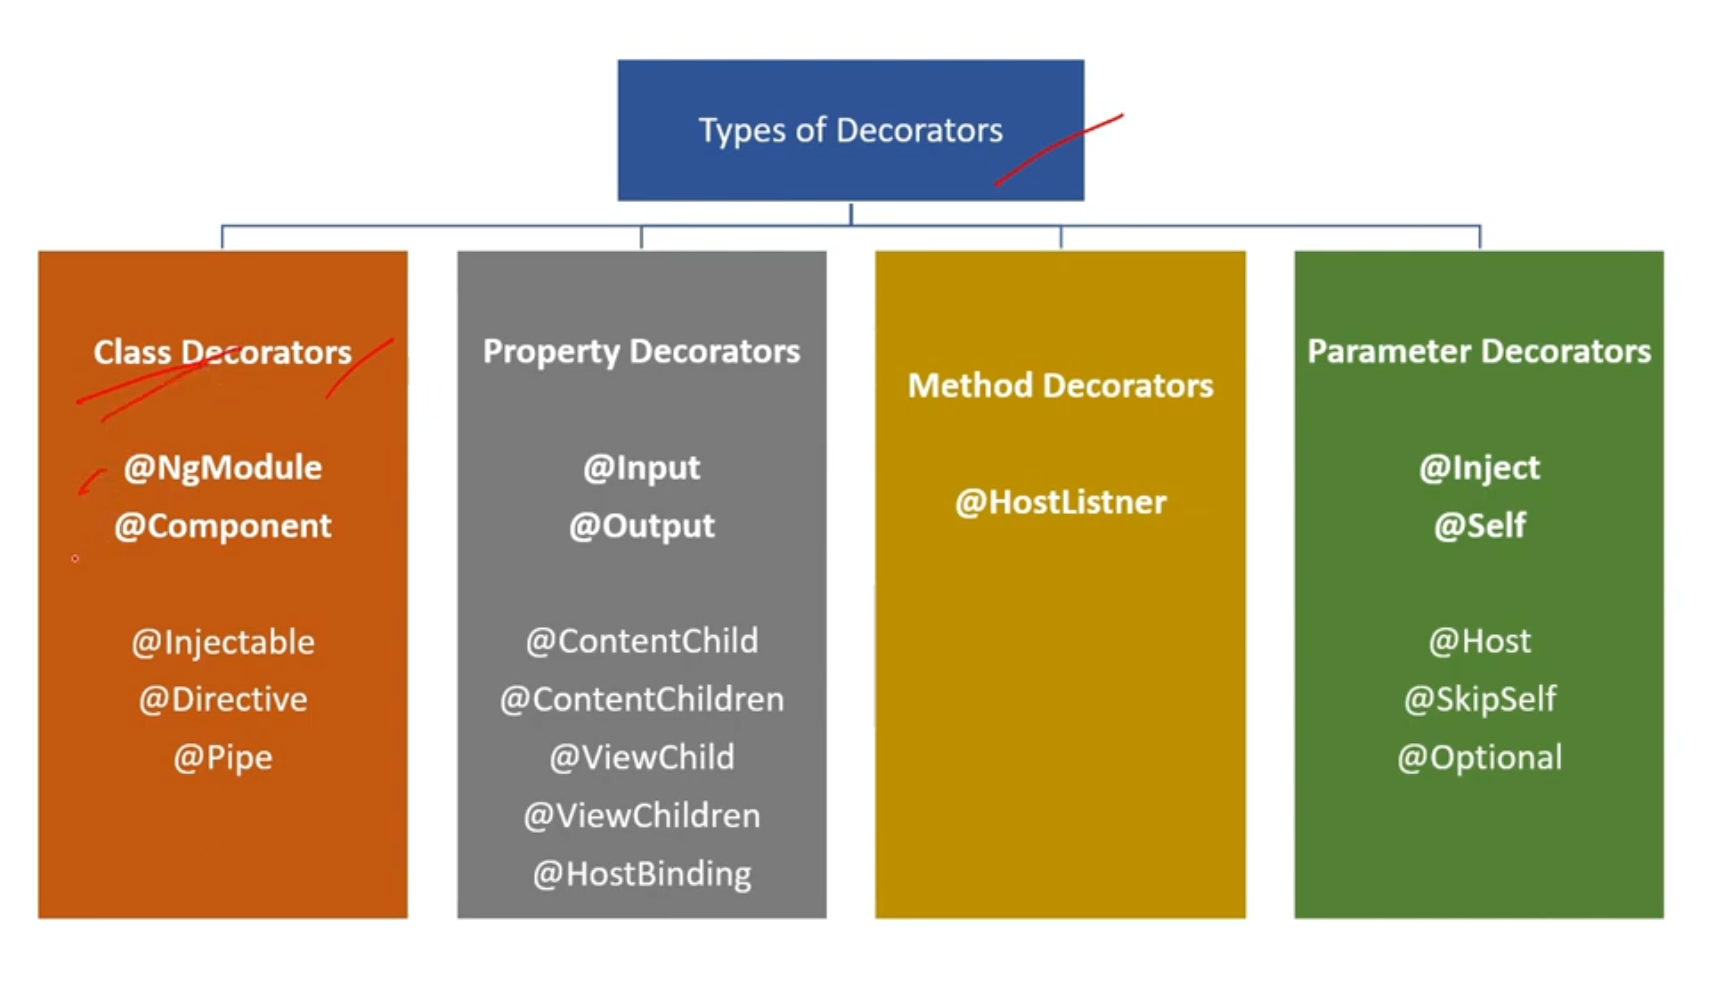 Types of Decorators
Class Decorators
@NgModule
@Component
@Injectable
@Directive
@Pipe
Property Decorators
@Input
@Output
@ContentChild
@ContentChildren
@ViewChild
@ViewChildren
@HostBinding
Method Decorators
@HostListner
Parameter Decorators
@Inject
@Self
@Host
@SkipSelf
@Optional